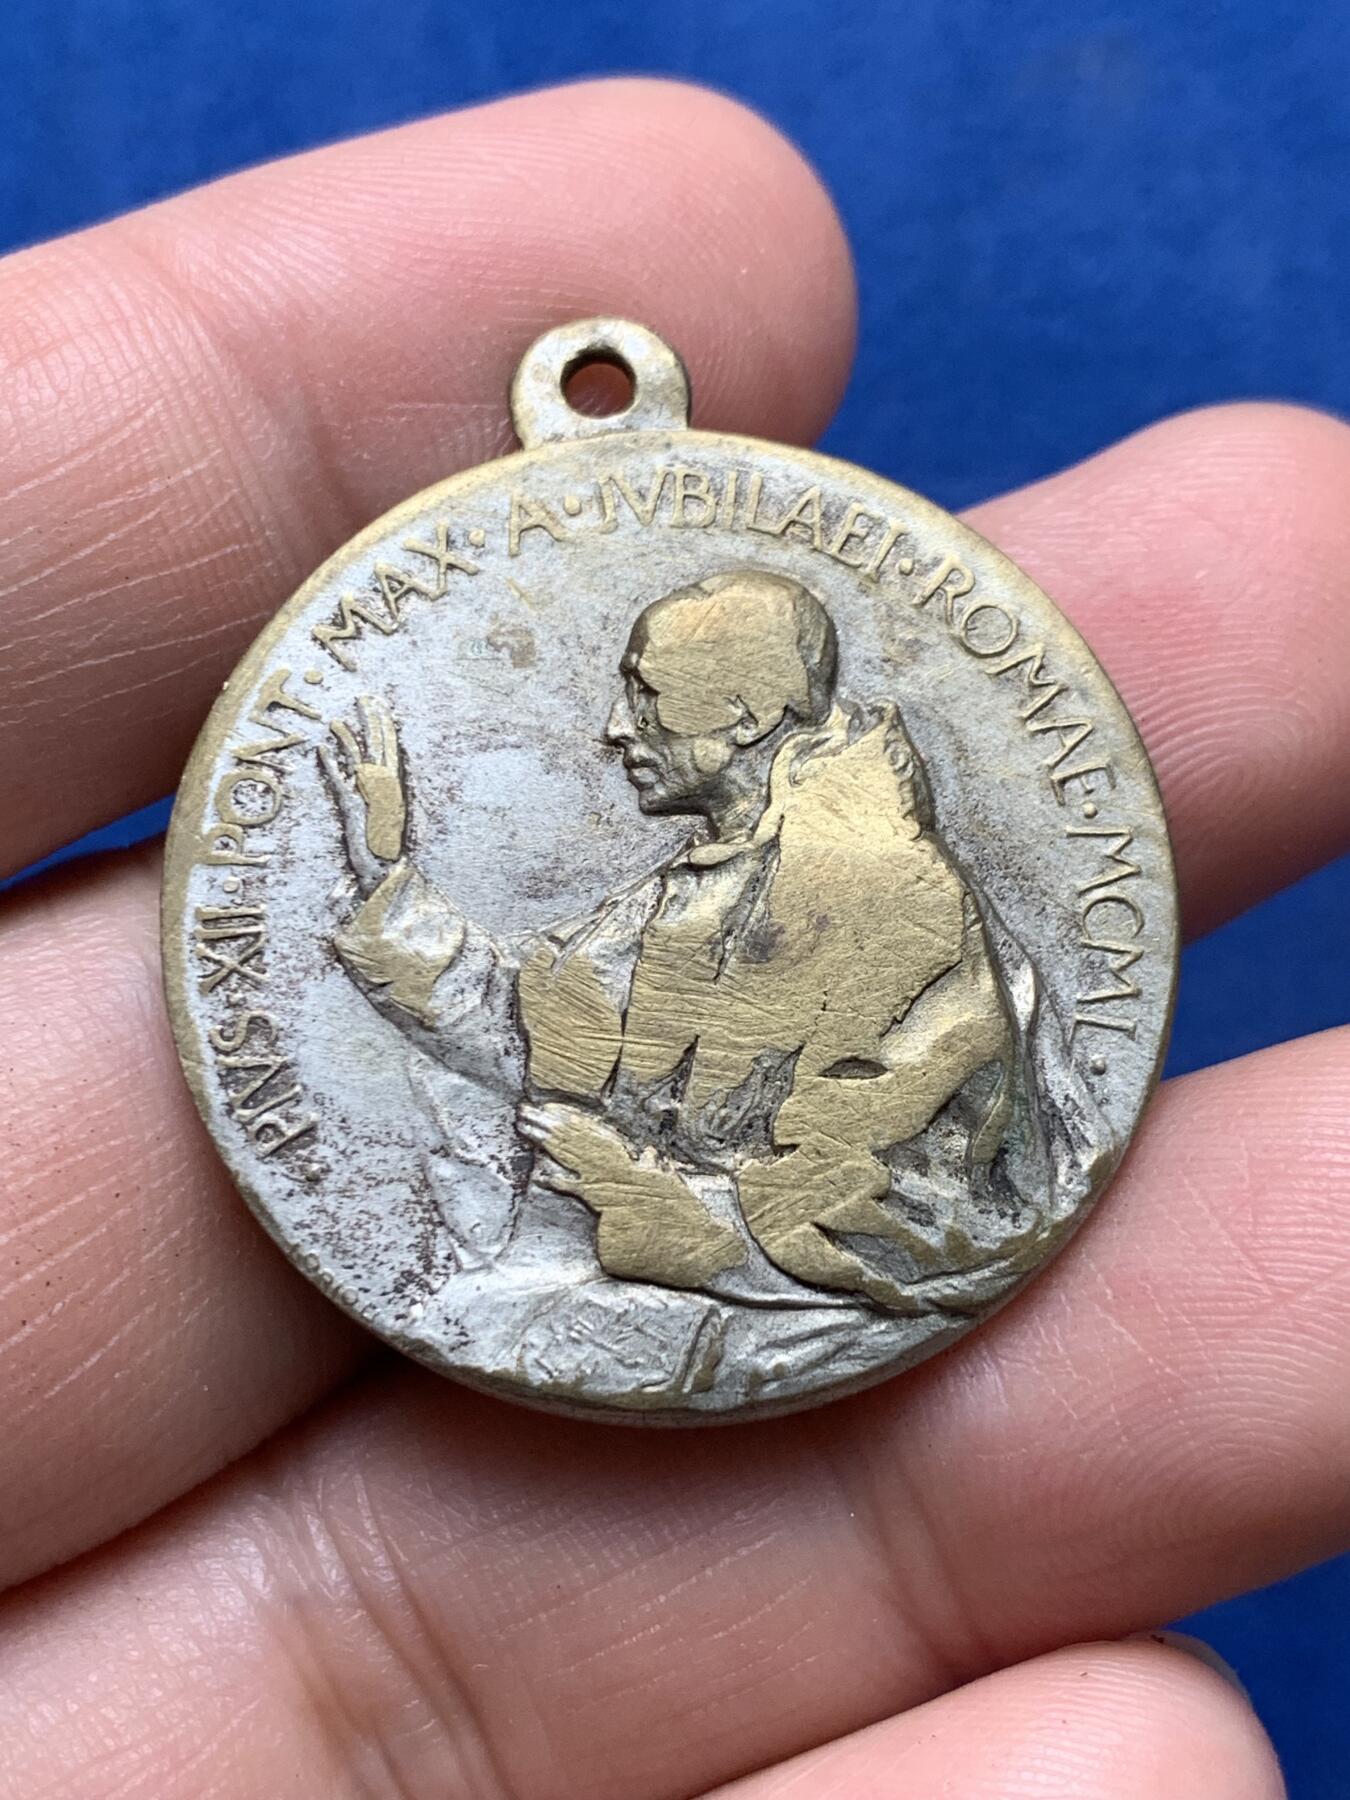 · PIVS · XII · PONT · MAX · A · IVBILAEI · ROMAE · MCML ·